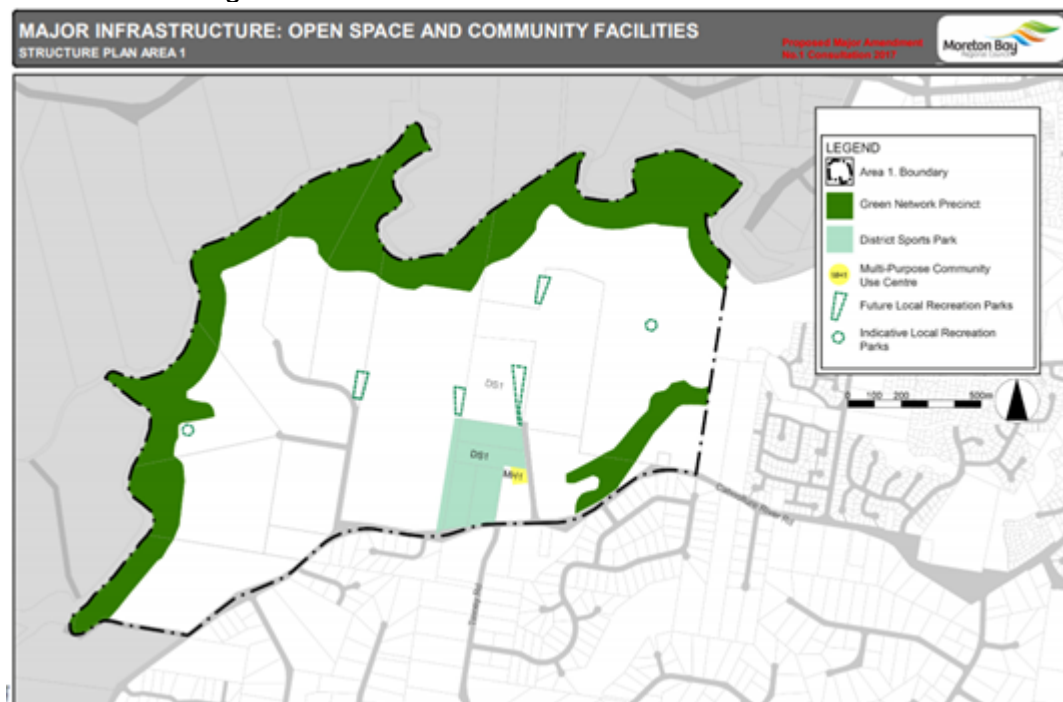 MAJOR INFRASTRUCTURE: OPEN SPACE AND COMMUNITY FACILITIES
STRUCTURE PLAN AREA 1
Proposed Major Amendment
No.1 Consultation 2017
Moreton Bay
Regional Council
LEGEND
Area 1. Boundary
Green Network Precinct
District Sports Park
MH1
Multi-Purpose Community
Use Centre
Future Local Recreation Parks
Indicative Local Recreation
Parks
0 100 200 500m
DS1
DS1
MH1
Caboolture River Rd